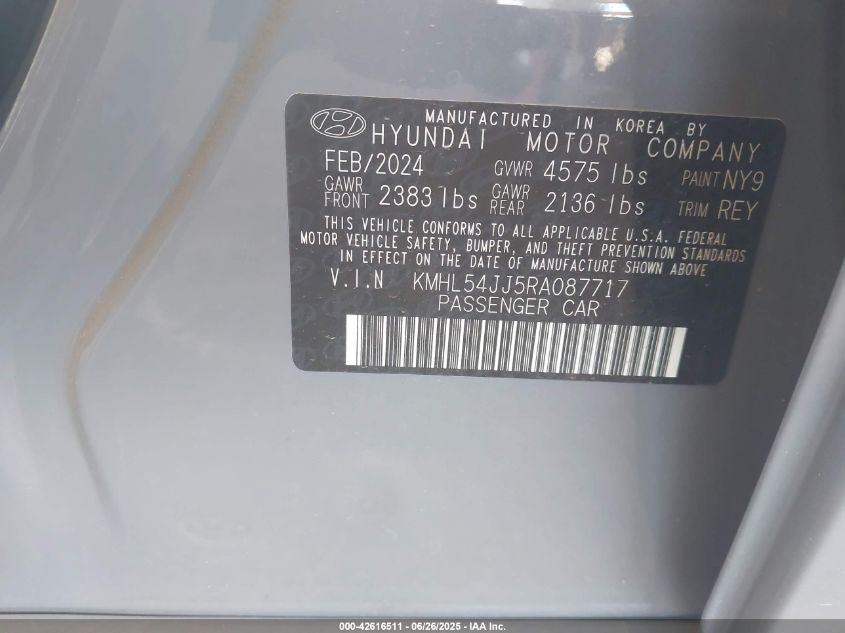 MANUFACTURED IN KOREA BY
HYUNDAI MOTOR COMPANY
FEB/2024 GVWR 4575 lbs PAINT NY9
GAWR FRONT 2383 lbs GAWR REAR 2136 lbs TRIM REY
THIS VEHICLE CONFORMS TO ALL APPLICABLE U.S.A. FEDERAL
MOTOR VEHICLE SAFETY, BUMPER, AND THEFT PREVENTION STANDARDS
IN EFFECT ON THE DATE OF MANUFACTURE SHOWN ABOVE
V.I.N KMHL54JJ5RA087717
PASSENGER CAR
000-42616511 - 06/26/2025 - IAA Inc.